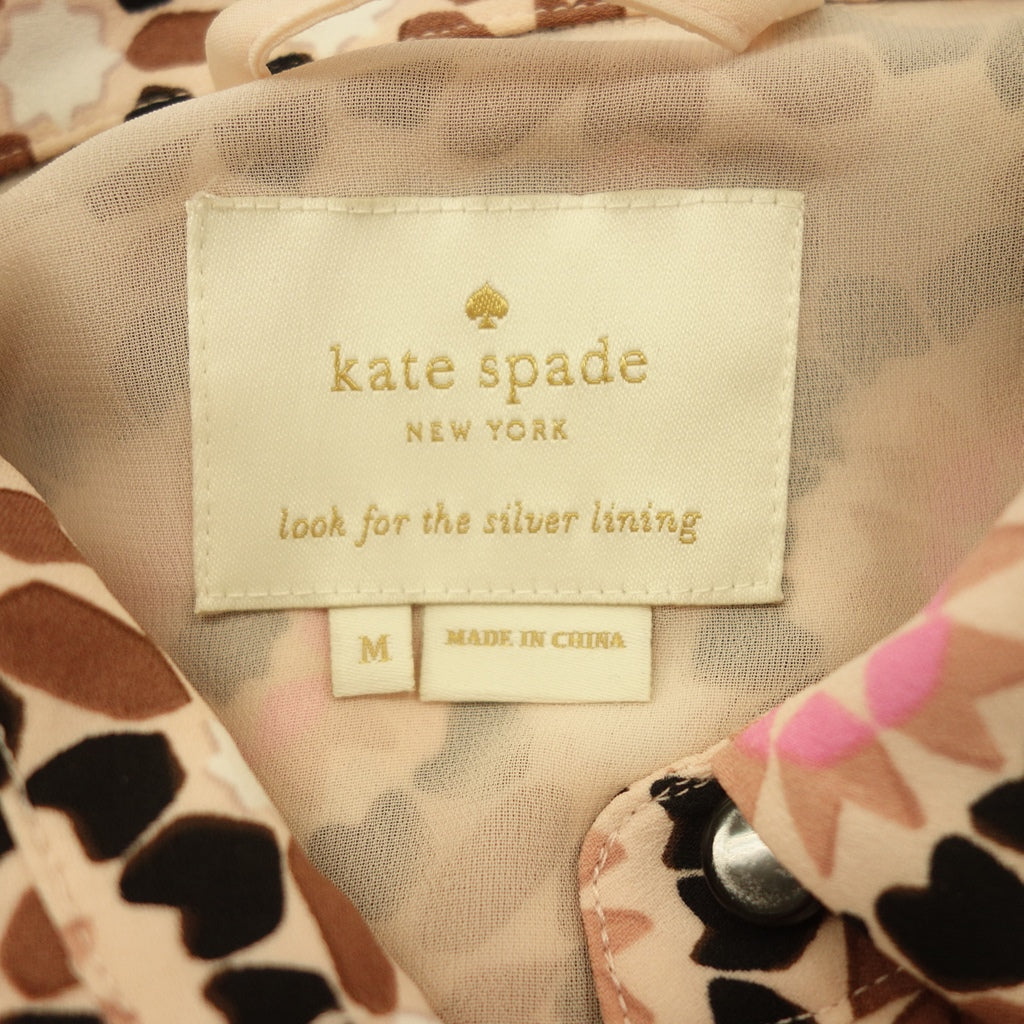 kate spade
NEW YORK
look for the silver lining
M
MADE IN CHINA